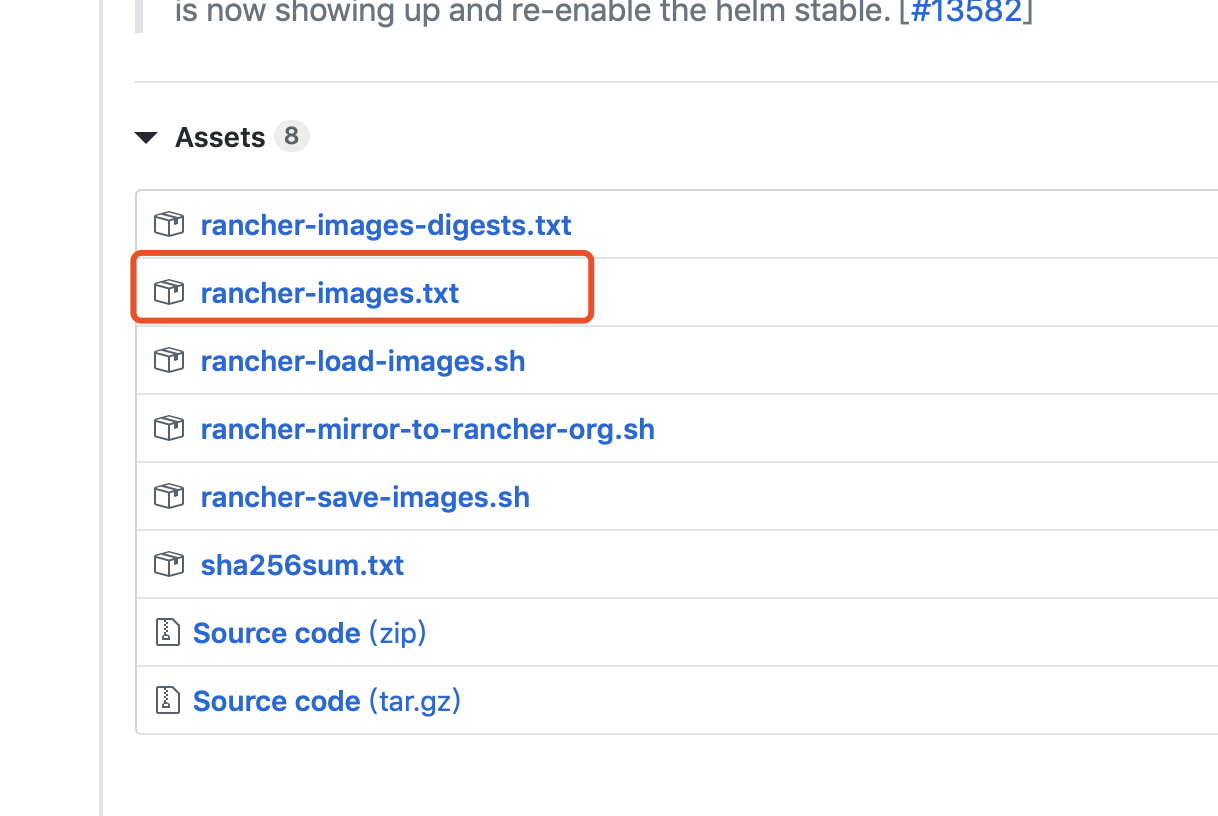 is now showing up and re-enable the helm stable. [#13582]
Assets 8
rancher-images-digests.txt
rancher-images.txt
rancher-load-images.sh
rancher-mirror-to-rancher-org.sh
rancher-save-images.sh
sha256sum.txt
Source code (zip)
Source code (tar.gz)